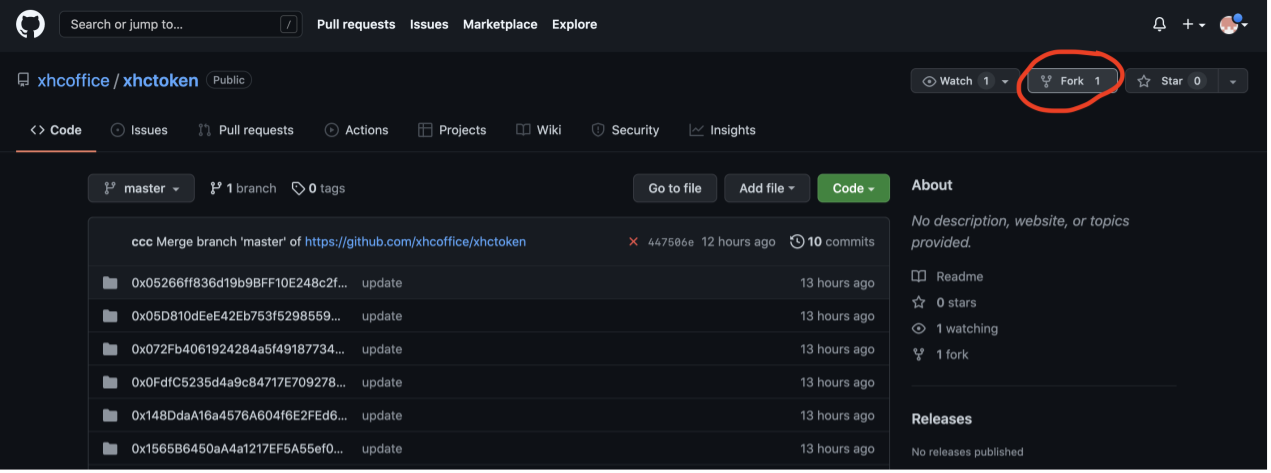 Search or jump to... / Pull requests Issues Marketplace Explore
xhcoffice / xhctoken Public Watch 1 Fork 1 Star 0
<> Code Issues Pull requests Actions Projects Wiki Security Insights
master 1 branch 0 tags Go to file Add file Code About
No description, website, or topics provided.
ccc Merge branch 'master' of https://github.com/xhcoffice/xhctoken 447506e 12 hours ago 10 commits
0x05266ff836d19b9BFF10E248c2f... update 13 hours ago Readme
0 stars
0x05D810dEeE42Eb753f5298559... update 13 hours ago
1 watching
0x072Fb4061924284a5f49187734... update 13 hours ago 1 fork
0x0FdfC5235d4a9c84717E709278... update 13 hours ago
0x148DdaA16a4576A604f6E2FEd6... update 13 hours ago Releases
0x1565B6450aA4a1217EF5A55ef0... update 13 hours ago No releases published